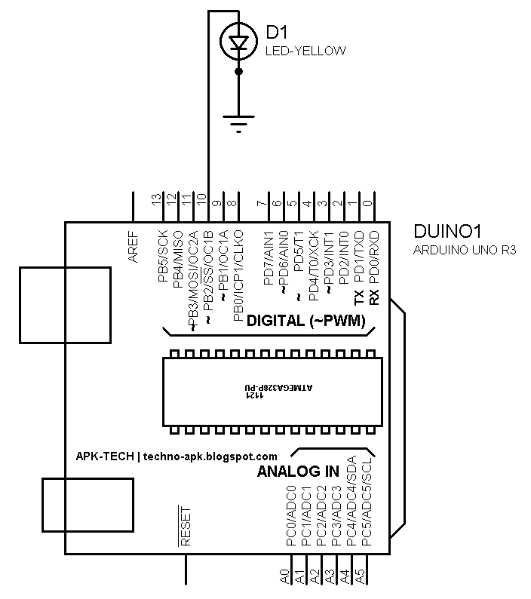 D1
LED-YELLOW
13
12
11
10
9
8
7
6
5
4
3
2
1
0
DUINO1
ARDUINO UNO R3
AREF
PB5/SCK
PB4/MISO
~PB3/MOSI/OC2A
~PB2/SS/OC1B
~PB1/OC1A
PB0/ICP1/CLKO
PD7/AIN1
~PD6/AIN0
~PD5/T1
PD4/T0/XCK
~PD3/INT1
PD2/INT0
TX PD1/TXD
RX PD0/RXD
DIGITAL (~PWM)
ATMEGA328P-PU
1121
APK-TECH | techno-apk.blogspot.com
ANALOG IN
RESET
PC0/ADC0
PC1/ADC1
PC2/ADC2
PC3/ADC3
PC4/ADC4/SDA
PC5/ADC5/SCL
A0
A1
A2
A3
A4
A5